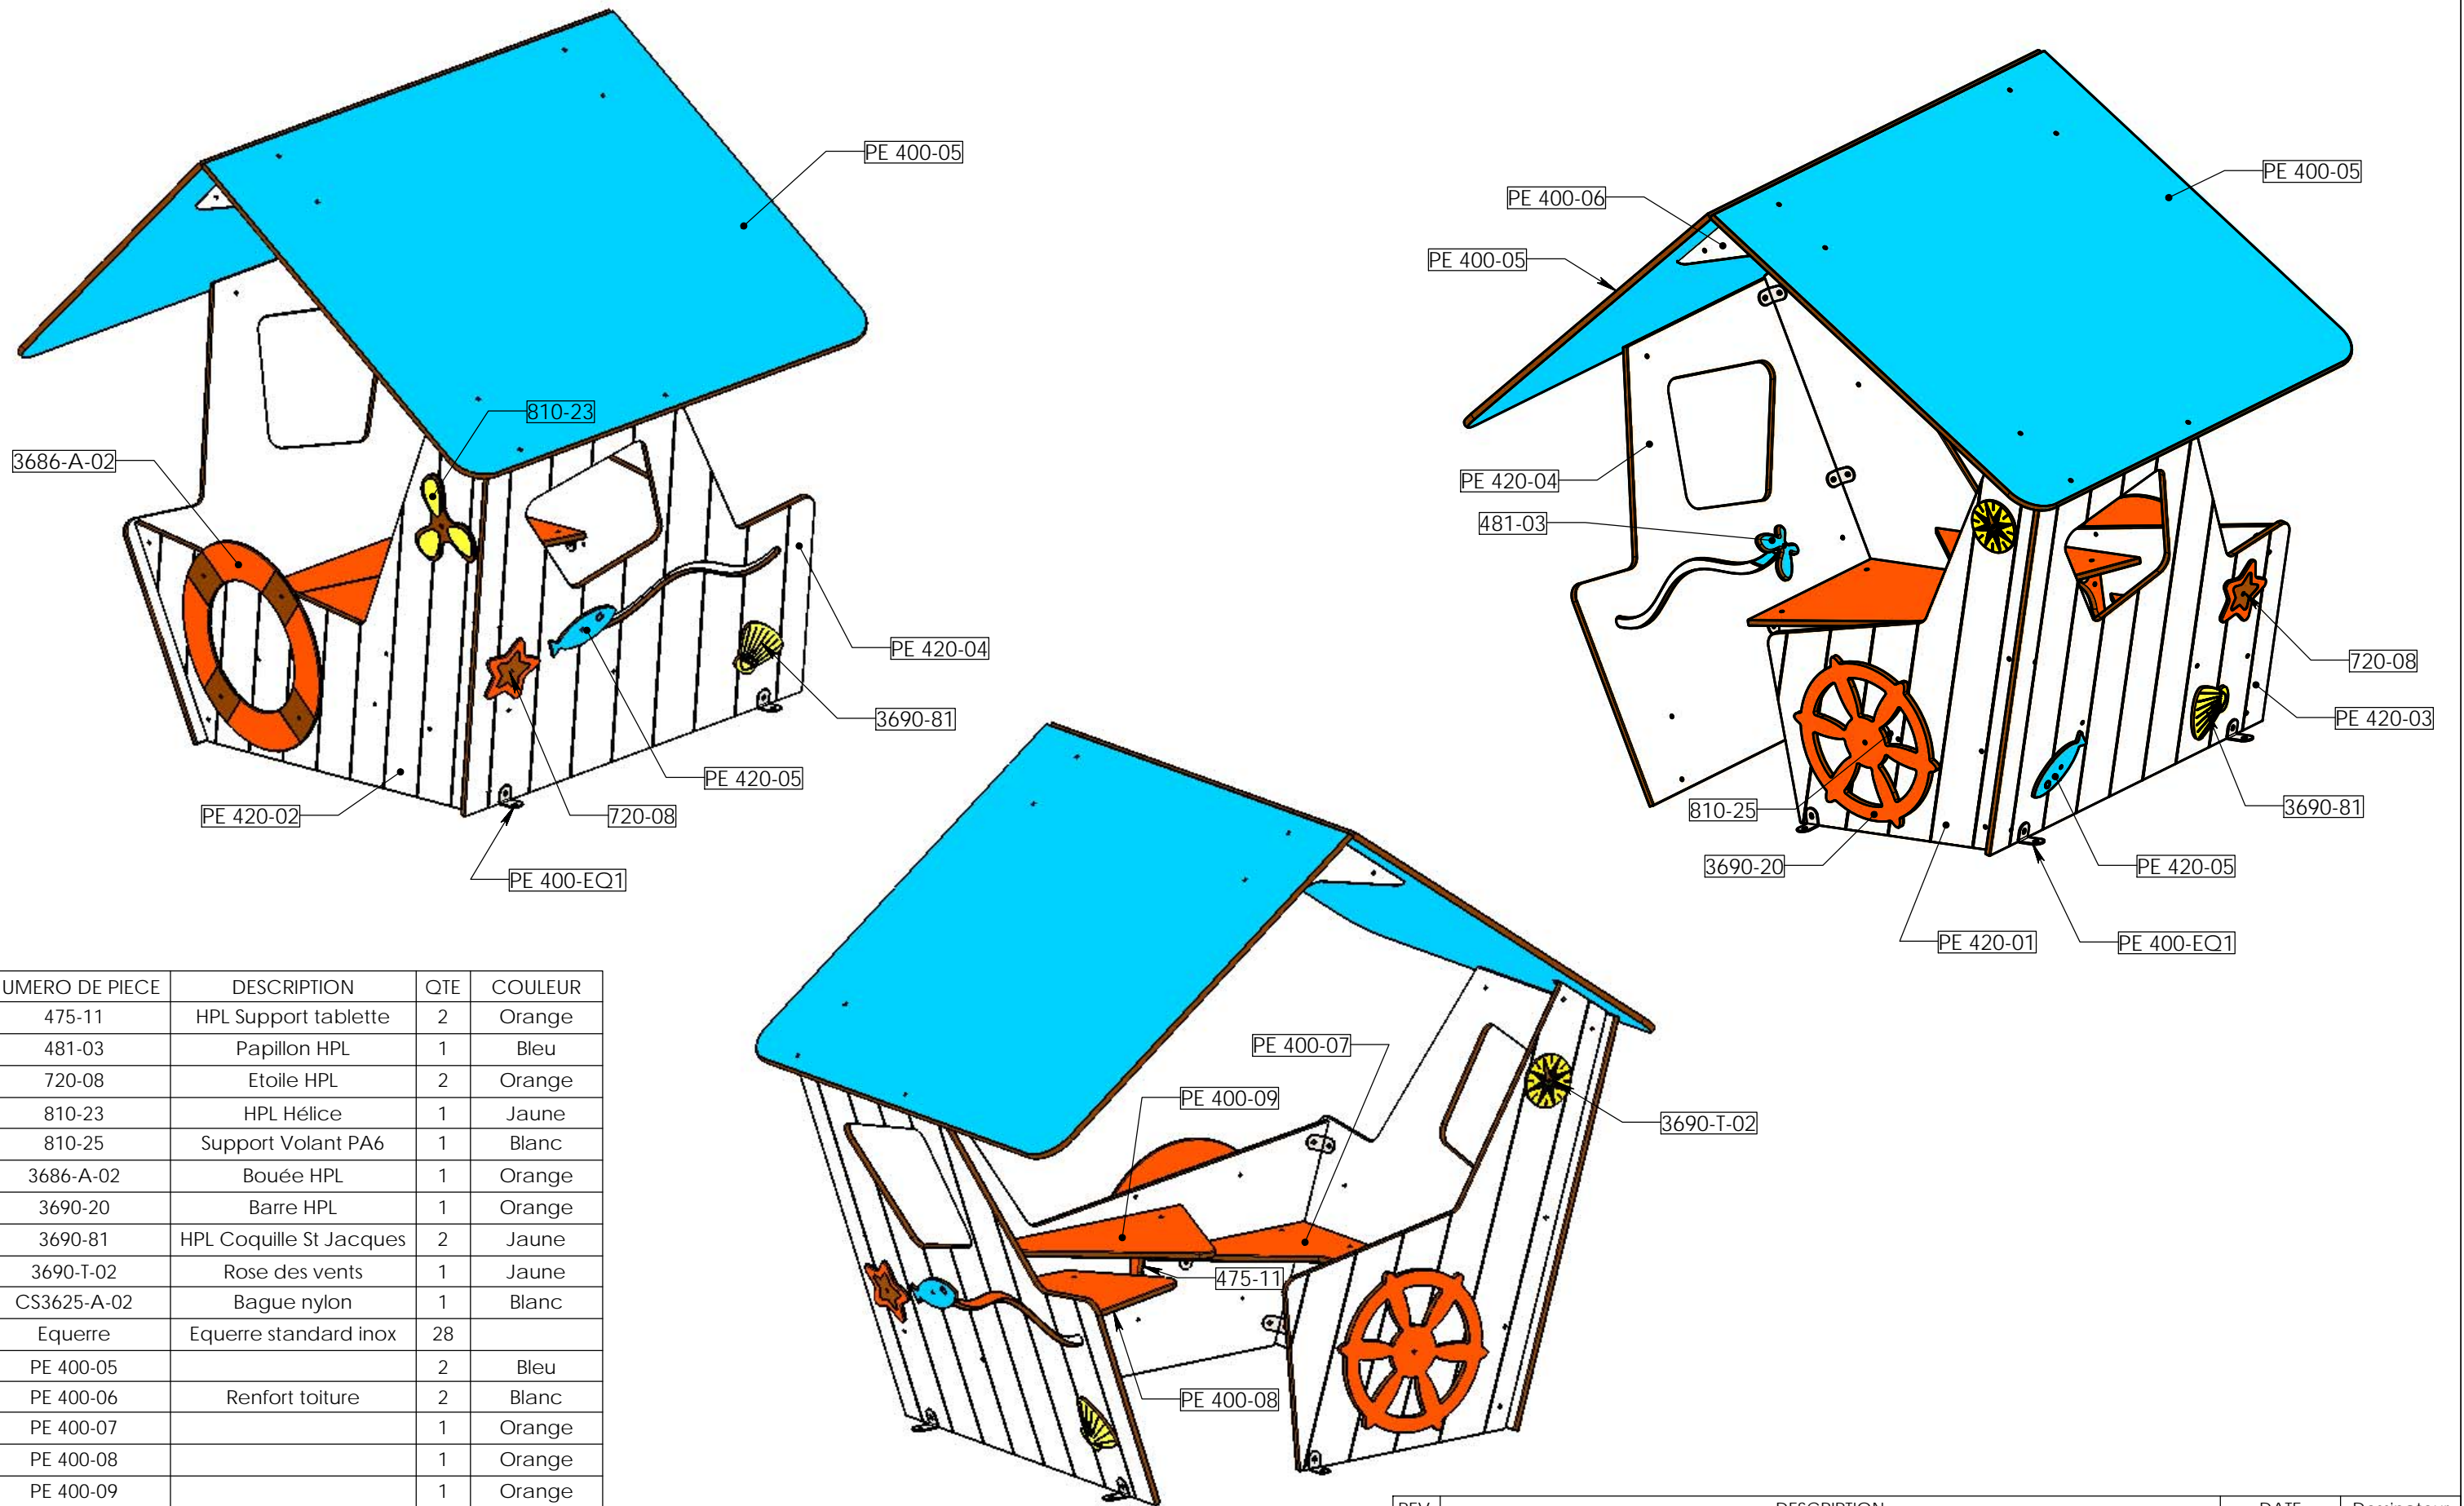 PE 400-05
810-23
3686-A-02
PE 420-04
3690-81
PE 420-05
720-08
PE 420-02
PE 400-EQ1
PE 400-05
PE 400-06
PE 400-05
PE 420-04
481-03
720-08
PE 420-03
3690-81
810-25
3690-20
PE 420-05
PE 420-01
PE 400-EQ1
PE 400-07
PE 400-09
3690-T-02
475-11
PE 400-08
UMERO DE PIECE DESCRIPTION QTE COULEUR
475-11 HPL Support tablette 2 Orange
481-03 Papillon HPL 1 Bleu
720-08 Etoile HPL 2 Orange
810-23 HPL Hélice 1 Jaune
810-25 Support Volant PA6 1 Blanc
3686-A-02 Bouée HPL 1 Orange
3690-20 Barre HPL 1 Orange
3690-81 HPL Coquille St Jacques 2 Jaune
3690-T-02 Rose des vents 1 Jaune
CS3625-A-02 Bague nylon 1 Blanc
Equerre Equerre standard inox 28
PE 400-05 2 Bleu
PE 400-06 Renfort toiture 2 Blanc
PE 400-07 1 Orange
PE 400-08 1 Orange
PE 400-09 1 Orange
REV DESCRIPTION DATE Dessinateur